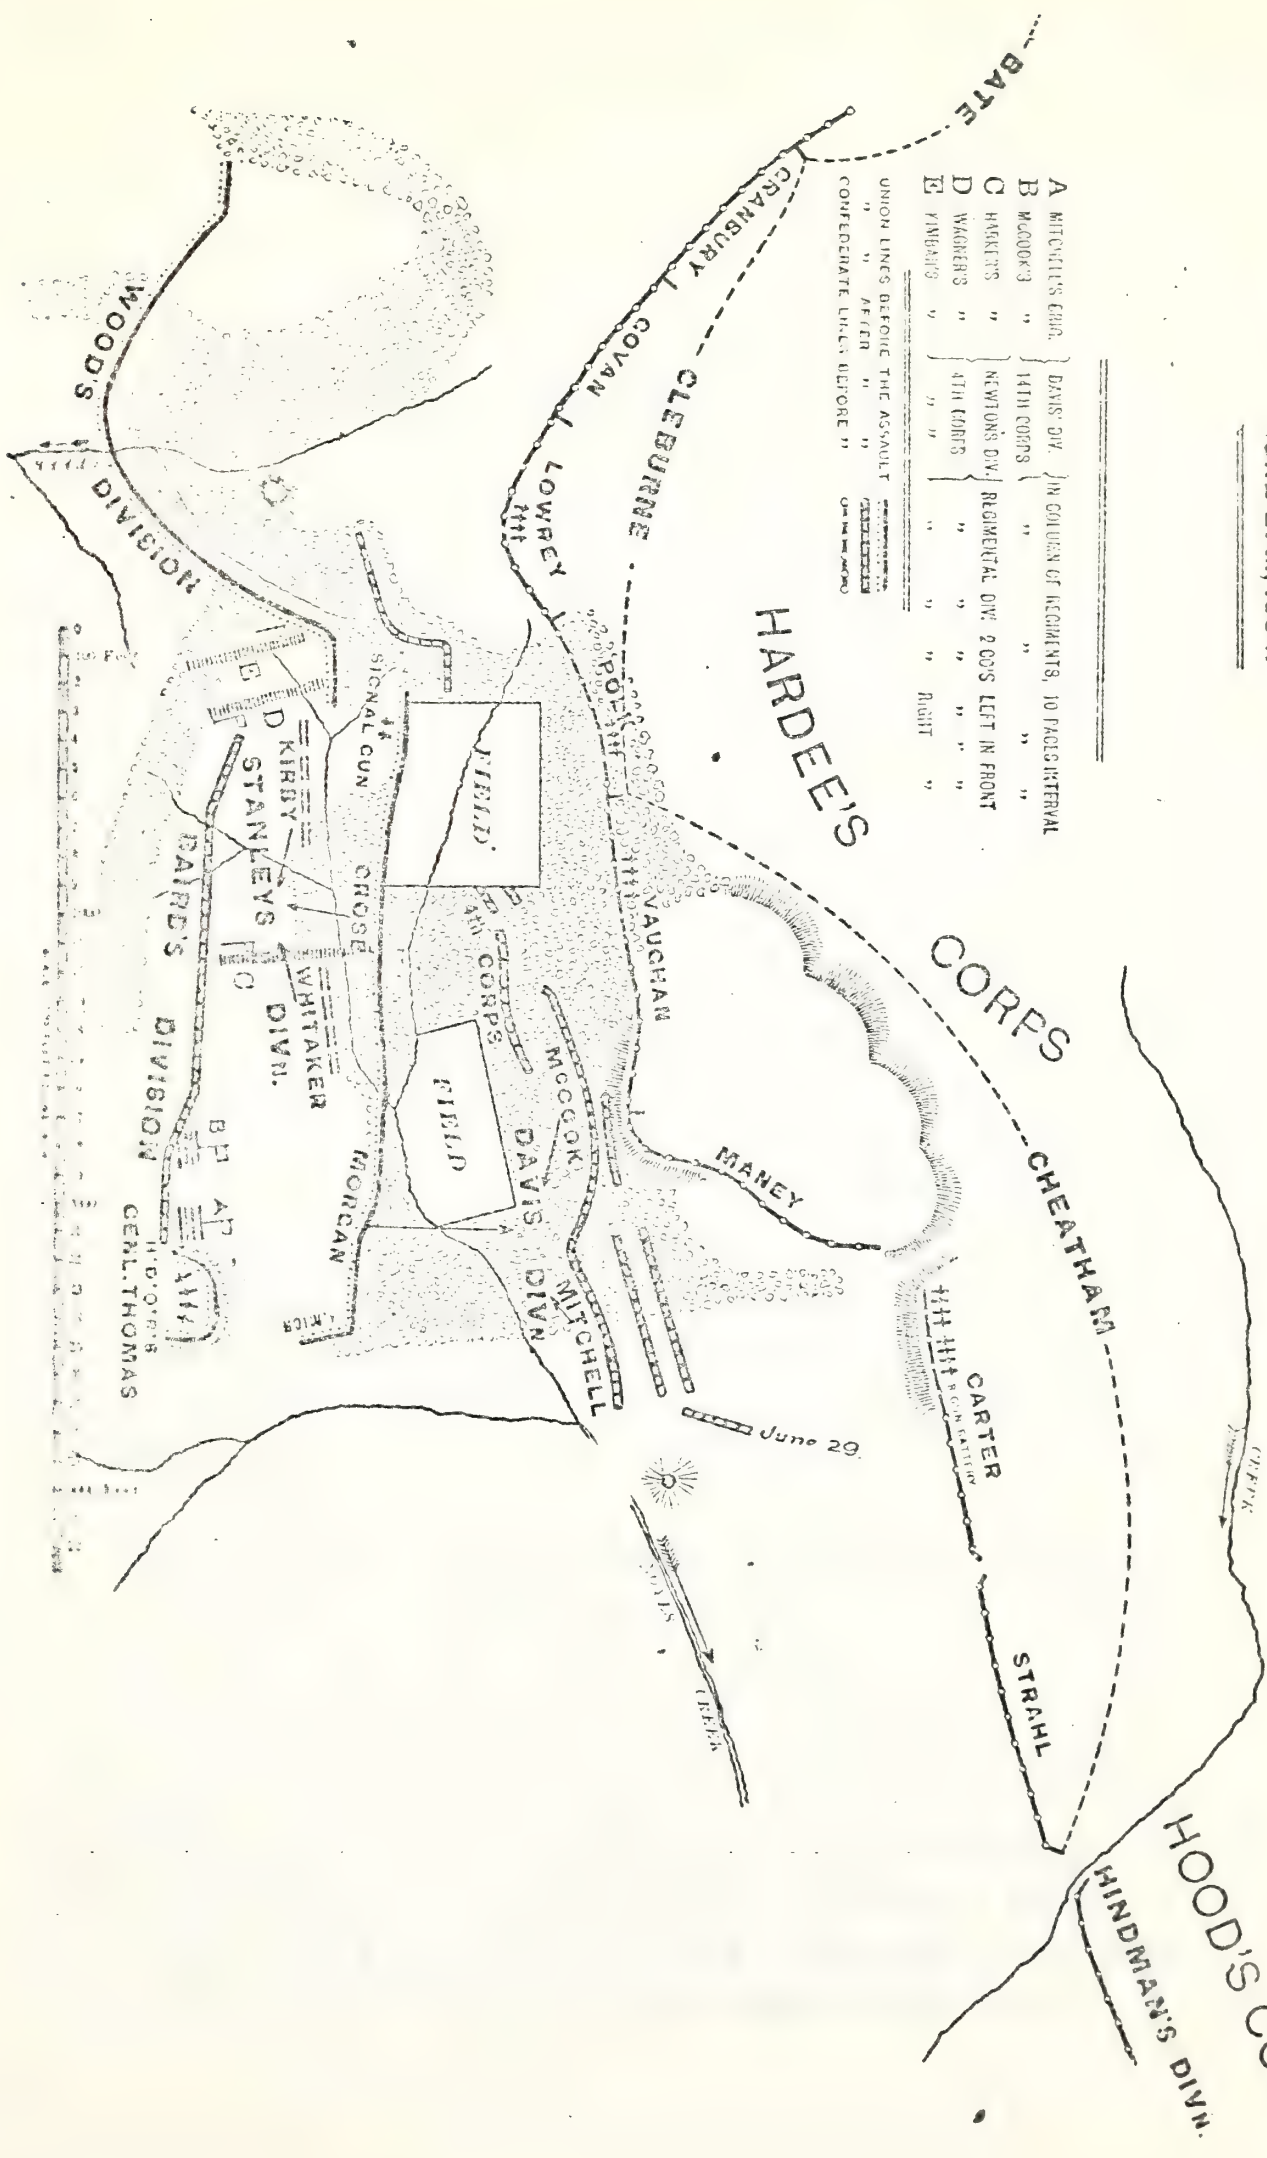 A MITCHELL'S BRIG. } DAVIS' DIV. } IN COLUMN OF REGIMENTS, 10 PACES INTERVAL
B McCOOK'S " } 14TH CORPS { " " " "
C HARKER'S " } NEWTON'S DIV. REGIMENTAL DIV. 2 CO'S LEFT IN FRONT
D WAGNER'S " } 4TH CORPS } " " " " "
E KIMBALL'S " } " " " " " RIGHT "
UNION LINES BEFORE THE ASSAULT
" " AFTER " "
CONFEDERATE LINES BEFORE "
BATE
CRANBURY
COVAN
LOWREY
CLEBURNE
POLK
HARDEE'S
CORPS
VAUGHAN
MANEY
CHEATHAM
CARTER
BATTERY
STRAHL
CREEK
HOOD'S
HINDMAN'S DIVN.
WOOD'S
DIVISION
SIGNAL GUN
FIELD
4th CORPS
FIELD
McCOOK
DAVIS DIVN
A
MITCHELL
June 29.
CREEK
E
D
KIRBY
STANLEYS
DIVN.
CROSE
C
WHITAKER
MORGAN
BAIRD'S
DIVISION
B
A
H'D'Q'R'S
GENL. THOMAS